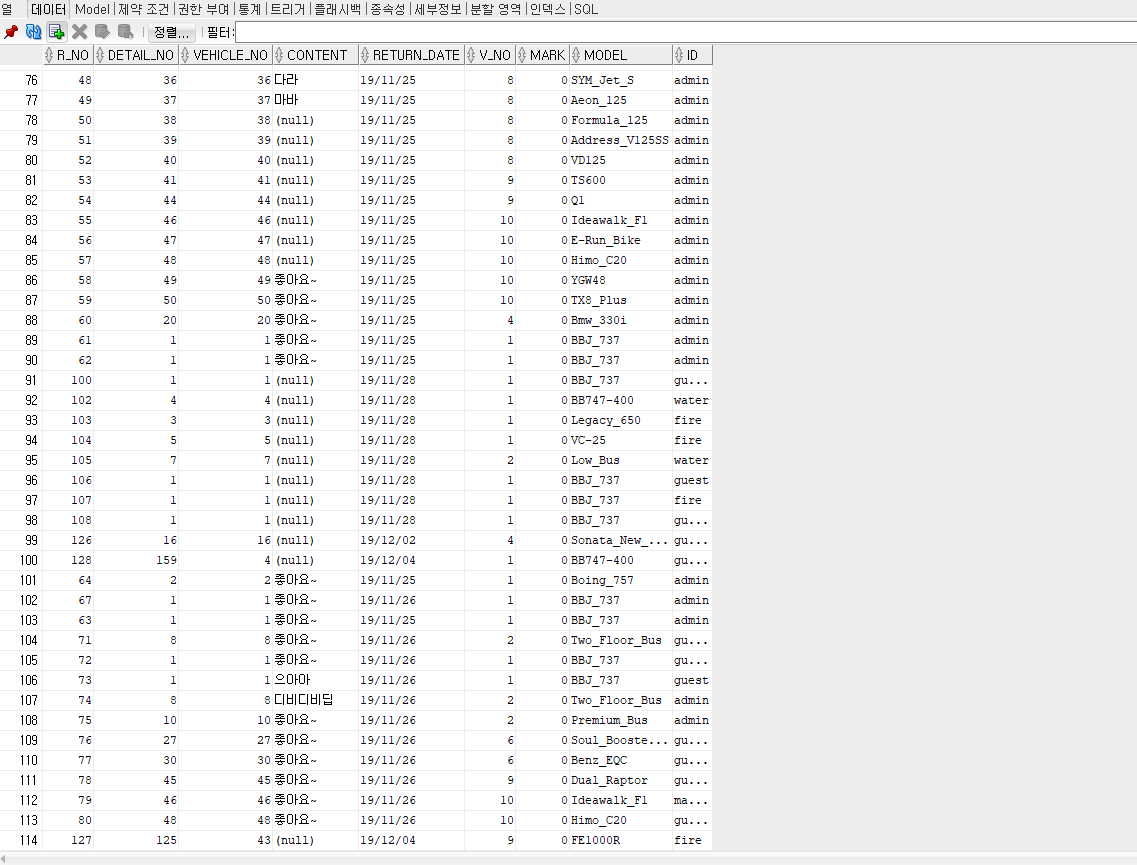 열 데이터 Model 제약 조건 권한 부여 통계 트리거 플래시백 종속성 세부정보 분할 영역 인덱스 SQL
정렬... 필터:
R_NO DETAIL_NO VEHICLE_NO CONTENT RETURN_DATE V_NO MARK MODEL ID
76 48 36 36 다라 19/11/25 8 0 SYM_Jet_S admin
77 49 37 37 마바 19/11/25 8 0 Aeon_125 admin
78 50 38 38 (null) 19/11/25 8 0 Formula_125 admin
79 51 39 39 (null) 19/11/25 8 0 Address_V125SS admin
80 52 40 40 (null) 19/11/25 8 0 VD125 admin
81 53 41 41 (null) 19/11/25 9 0 TS600 admin
82 54 44 44 (null) 19/11/25 9 0 Q1 admin
83 55 46 46 (null) 19/11/25 10 0 Ideawalk_F1 admin
84 56 47 47 (null) 19/11/25 10 0 E-Run_Bike admin
85 57 48 48 (null) 19/11/25 10 0 Himo_C20 admin
86 58 49 49 좋아요~ 19/11/25 10 0 YGW48 admin
87 59 50 50 좋아요~ 19/11/25 10 0 TX8_Plus admin
88 60 20 20 좋아요~ 19/11/25 4 0 Bmw_330i admin
89 61 1 1 좋아요~ 19/11/25 1 0 BBJ_737 admin
90 62 1 1 좋아요~ 19/11/25 1 0 BBJ_737 admin
91 100 1 1 (null) 19/11/28 1 0 BBJ_737 gu...
92 102 4 4 (null) 19/11/28 1 0 BB747-400 water
93 103 3 3 (null) 19/11/28 1 0 Legacy_650 fire
94 104 5 5 (null) 19/11/28 1 0 VC-25 fire
95 105 7 7 (null) 19/11/28 2 0 Low_Bus water
96 106 1 1 (null) 19/11/28 1 0 BBJ_737 guest
97 107 1 1 (null) 19/11/28 1 0 BBJ_737 fire
98 108 1 1 (null) 19/11/28 1 0 BBJ_737 gu...
99 126 16 16 (null) 19/12/02 4 0 Sonata_New_... gu...
100 128 159 4 (null) 19/12/04 1 0 BB747-400 gu...
101 64 2 2 좋아요~ 19/11/25 1 0 Boing_757 admin
102 67 1 1 좋아요~ 19/11/26 1 0 BBJ_737 admin
103 63 1 1 좋아요~ 19/11/25 1 0 BBJ_737 admin
104 71 8 8 좋아요~ 19/11/26 2 0 Two_Floor_Bus gu...
105 72 1 1 좋아요~ 19/11/26 1 0 BBJ_737 gu...
106 73 1 1 으아아 19/11/26 1 0 BBJ_737 guest
107 74 8 8 디비디비딥 19/11/26 2 0 Two_Floor_Bus admin
108 75 10 10 좋아요~ 19/11/26 2 0 Premium_Bus admin
109 76 27 27 좋아요~ 19/11/26 6 0 Soul_Booste... gu...
110 77 30 30 좋아요~ 19/11/26 6 0 Benz_EQC gu...
111 78 45 45 좋아요~ 19/11/26 9 0 Dual_Raptor gu...
112 79 46 46 좋아요~ 19/11/26 10 0 Ideawalk_F1 ma...
113 80 48 48 좋아요~ 19/11/26 10 0 Himo_C20 gu...
114 127 125 43 (null) 19/12/04 9 0 FE1000R fire